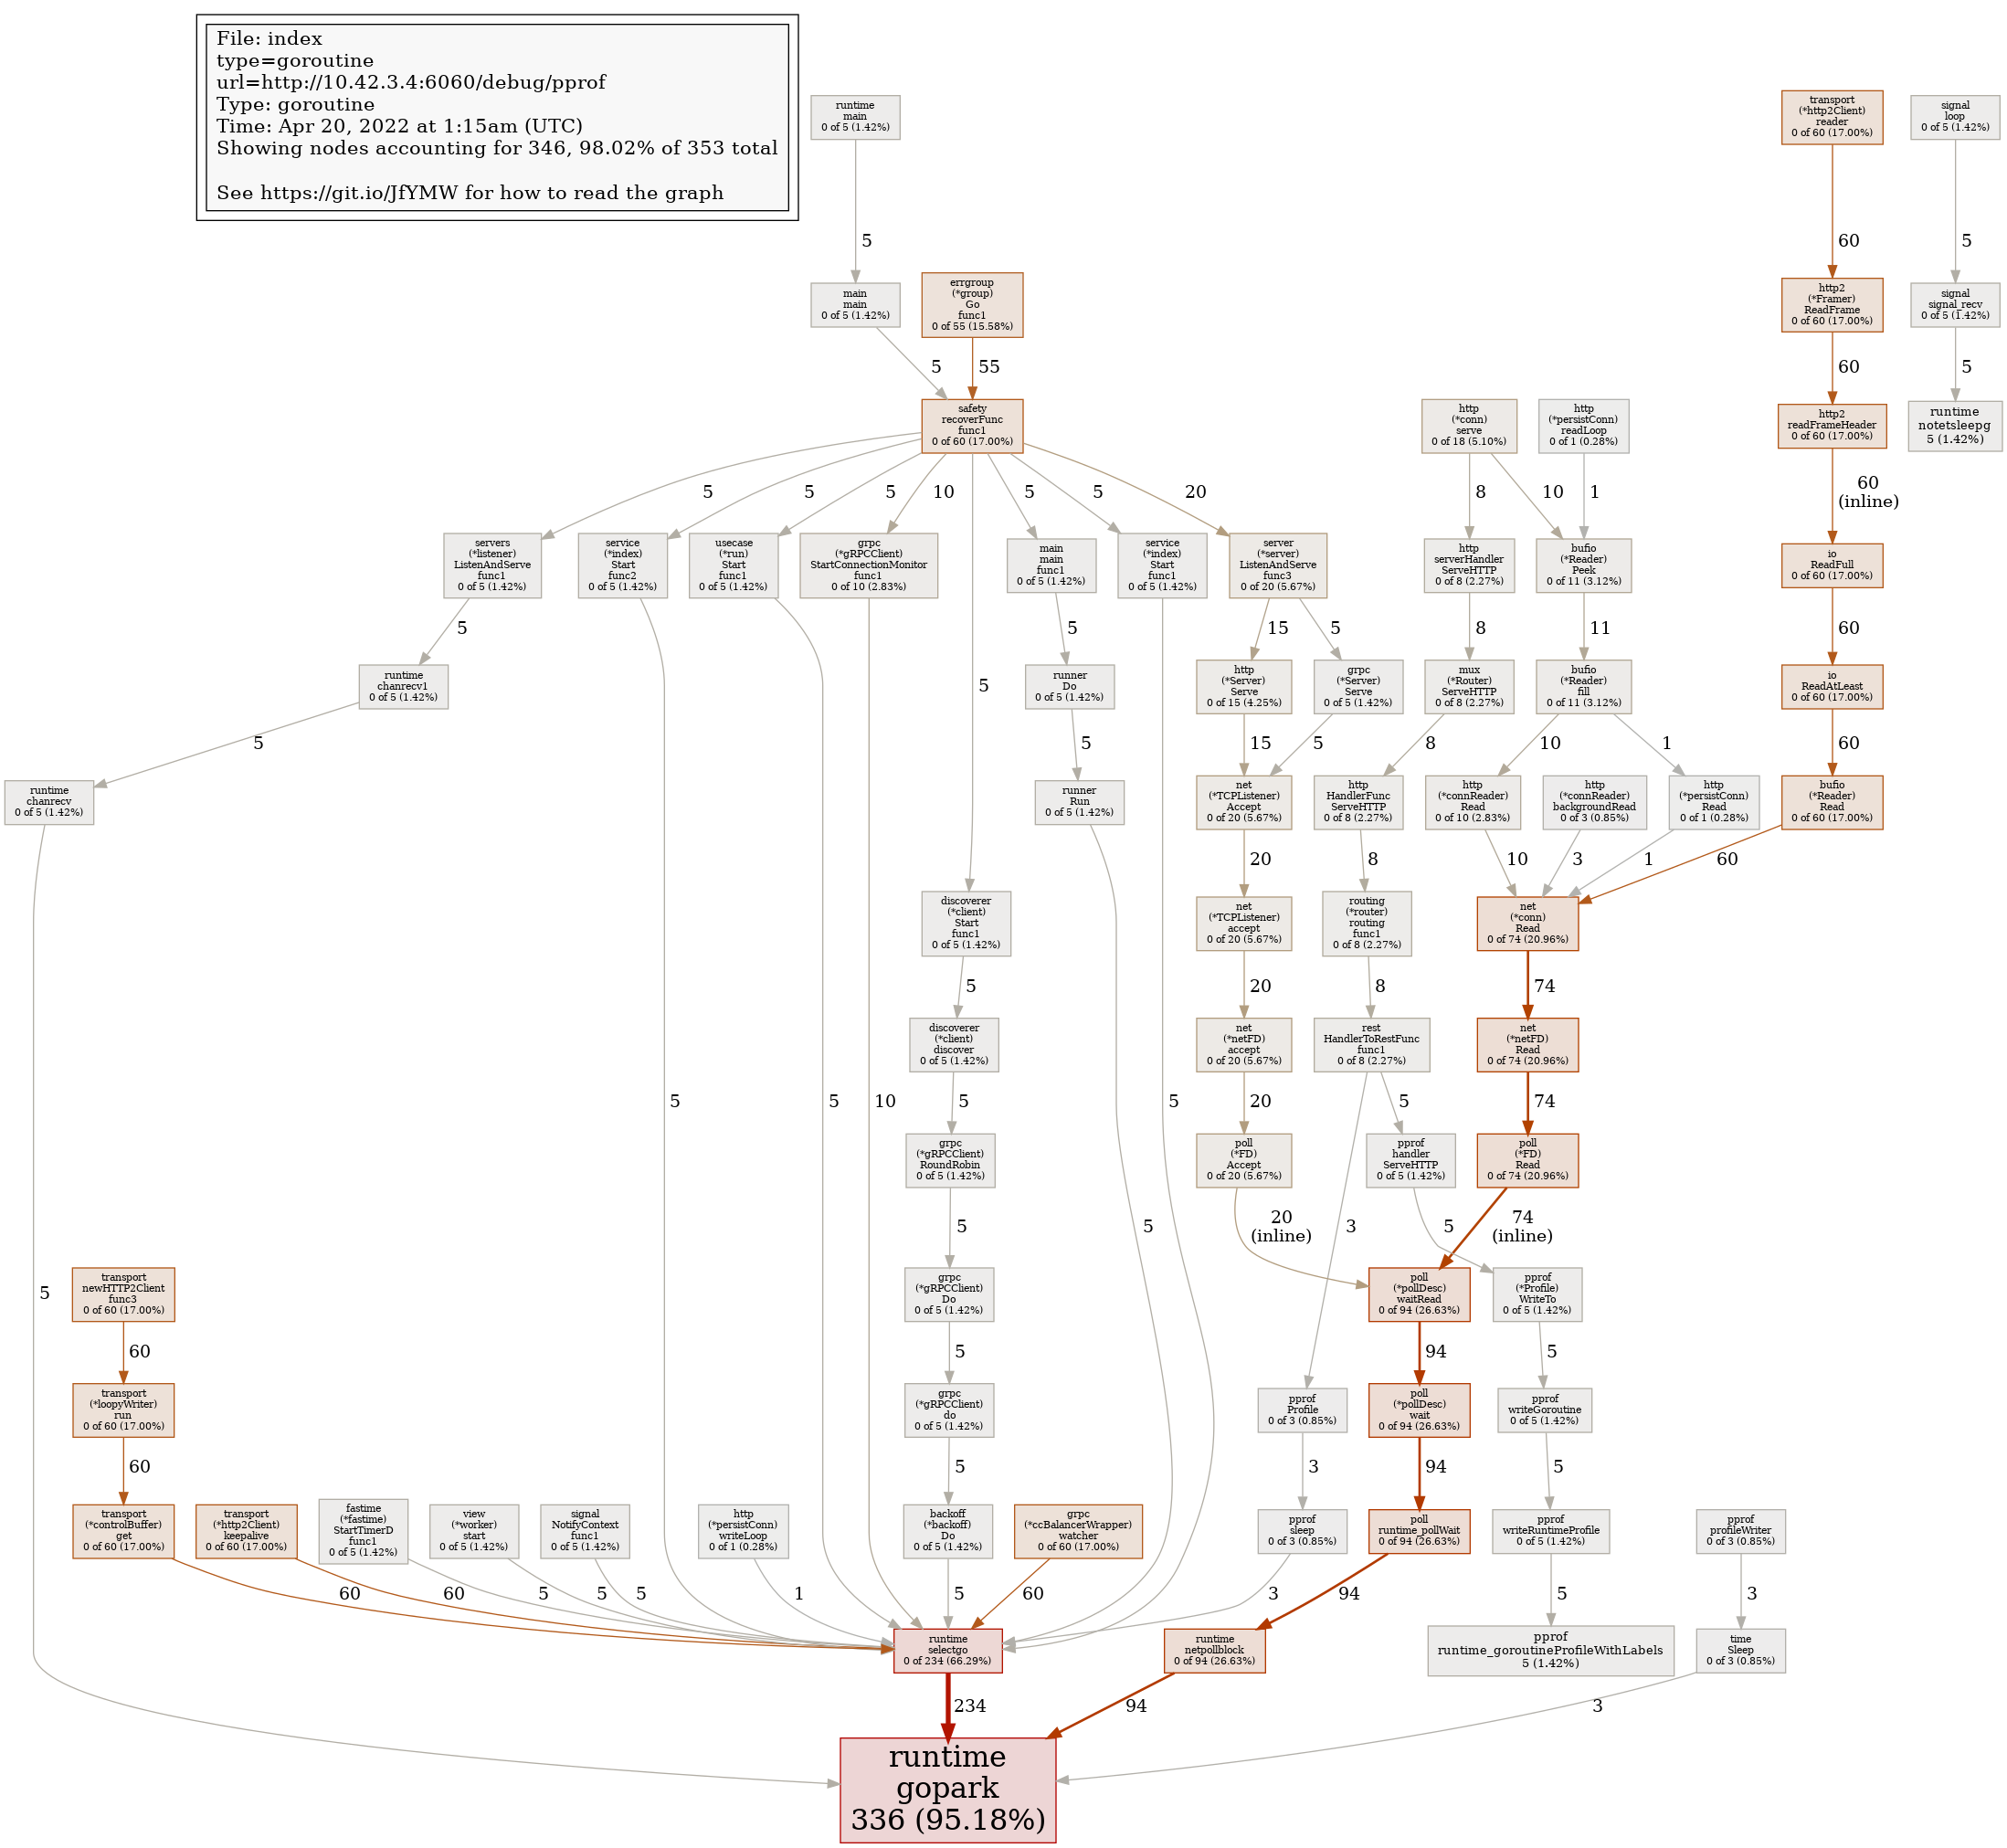 File: index
type=goroutine
url=http://10.42.3.4:6060/debug/pprof
Type: goroutine
Time: Apr 20, 2022 at 1:15am (UTC)
Showing nodes accounting for 346, 98.02% of 353 total
See https://git.io/JfYMW for how to read the graph
runtime
main
0 of 5 (1.42%)
transport
(*http2Client)
reader
0 of 60 (17.00%)
signal
loop
0 of 5 (1.42%)
5
60
5
main
main
0 of 5 (1.42%)
errgroup
(*group)
Go
func1
0 of 55 (15.58%)
http2
(*Framer)
ReadFrame
0 of 60 (17.00%)
signal
signal_recv
0 of 5 (1.42%)
5
55
60
5
safety
recoverFunc
func1
0 of 60 (17.00%)
http
(*conn)
serve
0 of 18 (5.10%)
http
(*persistConn)
readLoop
0 of 1 (0.28%)
http2
readFrameHeader
0 of 60 (17.00%)
runtime
notetsleepg
5 (1.42%)
5
5
5
10
5
5
20
8
10
1
60
(inline)
servers
(*listener)
ListenAndServe
func1
0 of 5 (1.42%)
service
(*index)
Start
func2
0 of 5 (1.42%)
usecase
(*run)
Start
func1
0 of 5 (1.42%)
grpc
(*gRPCClient)
StartConnectionMonitor
func1
0 of 10 (2.83%)
main
main
func1
0 of 5 (1.42%)
service
(*index)
Start
func1
0 of 5 (1.42%)
server
(*server)
ListenAndServe
func3
0 of 20 (5.67%)
http
serverHandler
ServeHTTP
0 of 8 (2.27%)
bufio
(*Reader)
Peek
0 of 11 (3.12%)
io
ReadFull
0 of 60 (17.00%)
5
5
15
5
8
11
60
runtime
chanrecv1
0 of 5 (1.42%)
5
runner
Do
0 of 5 (1.42%)
http
(*Server)
Serve
0 of 15 (4.25%)
grpc
(*Server)
Serve
0 of 5 (1.42%)
mux
(*Router)
ServeHTTP
0 of 8 (2.27%)
bufio
(*Reader)
fill
0 of 11 (3.12%)
io
ReadAtLeast
0 of 60 (17.00%)
5
5
15
5
8
10
1
60
runtime
chanrecv
0 of 5 (1.42%)
runner
Run
0 of 5 (1.42%)
net
(*TCPListener)
Accept
0 of 20 (5.67%)
http
HandlerFunc
ServeHTTP
0 of 8 (2.27%)
http
(*connReader)
Read
0 of 10 (2.83%)
http
(*connReader)
backgroundRead
0 of 3 (0.85%)
http
(*persistConn)
Read
0 of 1 (0.28%)
bufio
(*Reader)
Read
0 of 60 (17.00%)
20
8
10
3
1
60
discoverer
(*client)
Start
func1
0 of 5 (1.42%)
net
(*TCPListener)
accept
0 of 20 (5.67%)
routing
(*router)
routing
func1
0 of 8 (2.27%)
net
(*conn)
Read
0 of 74 (20.96%)
5
20
8
74
discoverer
(*client)
discover
0 of 5 (1.42%)
net
(*netFD)
accept
0 of 20 (5.67%)
rest
HandlerToRestFunc
func1
0 of 8 (2.27%)
net
(*netFD)
Read
0 of 74 (20.96%)
5
5
10
5
5
20
5
74
grpc
(*gRPCClient)
RoundRobin
0 of 5 (1.42%)
poll
(*FD)
Accept
0 of 20 (5.67%)
pprof
handler
ServeHTTP
0 of 5 (1.42%)
poll
(*FD)
Read
0 of 74 (20.96%)
5
5
20
(inline)
3
5
74
(inline)
5
transport
newHTTP2Client
func3
0 of 60 (17.00%)
grpc
(*gRPCClient)
Do
0 of 5 (1.42%)
poll
(*pollDesc)
waitRead
0 of 94 (26.63%)
pprof
(*Profile)
WriteTo
0 of 5 (1.42%)
60
5
94
5
transport
(*loopyWriter)
run
0 of 60 (17.00%)
grpc
(*gRPCClient)
do
0 of 5 (1.42%)
pprof
Profile
0 of 3 (0.85%)
poll
(*pollDesc)
wait
0 of 94 (26.63%)
pprof
writeGoroutine
0 of 5 (1.42%)
60
5
3
94
5
transport
(*controlBuffer)
get
0 of 60 (17.00%)
transport
(*http2Client)
keepalive
0 of 60 (17.00%)
fastime
(*fastime)
StartTimerD
func1
0 of 5 (1.42%)
view
(*worker)
start
0 of 5 (1.42%)
signal
NotifyContext
func1
0 of 5 (1.42%)
http
(*persistConn)
writeLoop
0 of 1 (0.28%)
backoff
(*backoff)
Do
0 of 5 (1.42%)
grpc
(*ccBalancerWrapper)
watcher
0 of 60 (17.00%)
pprof
sleep
0 of 3 (0.85%)
poll
runtime_pollWait
0 of 94 (26.63%)
pprof
writeRuntimeProfile
0 of 5 (1.42%)
pprof
profileWriter
0 of 3 (0.85%)
60
60
5
5
5
1
5
60
3
94
5
3
runtime
selectgo
0 of 234 (66.29%)
runtime
netpollblock
0 of 94 (26.63%)
pprof
runtime_goroutineProfileWithLabels
5 (1.42%)
time
Sleep
0 of 3 (0.85%)
234
94
3
runtime
gopark
336 (95.18%)